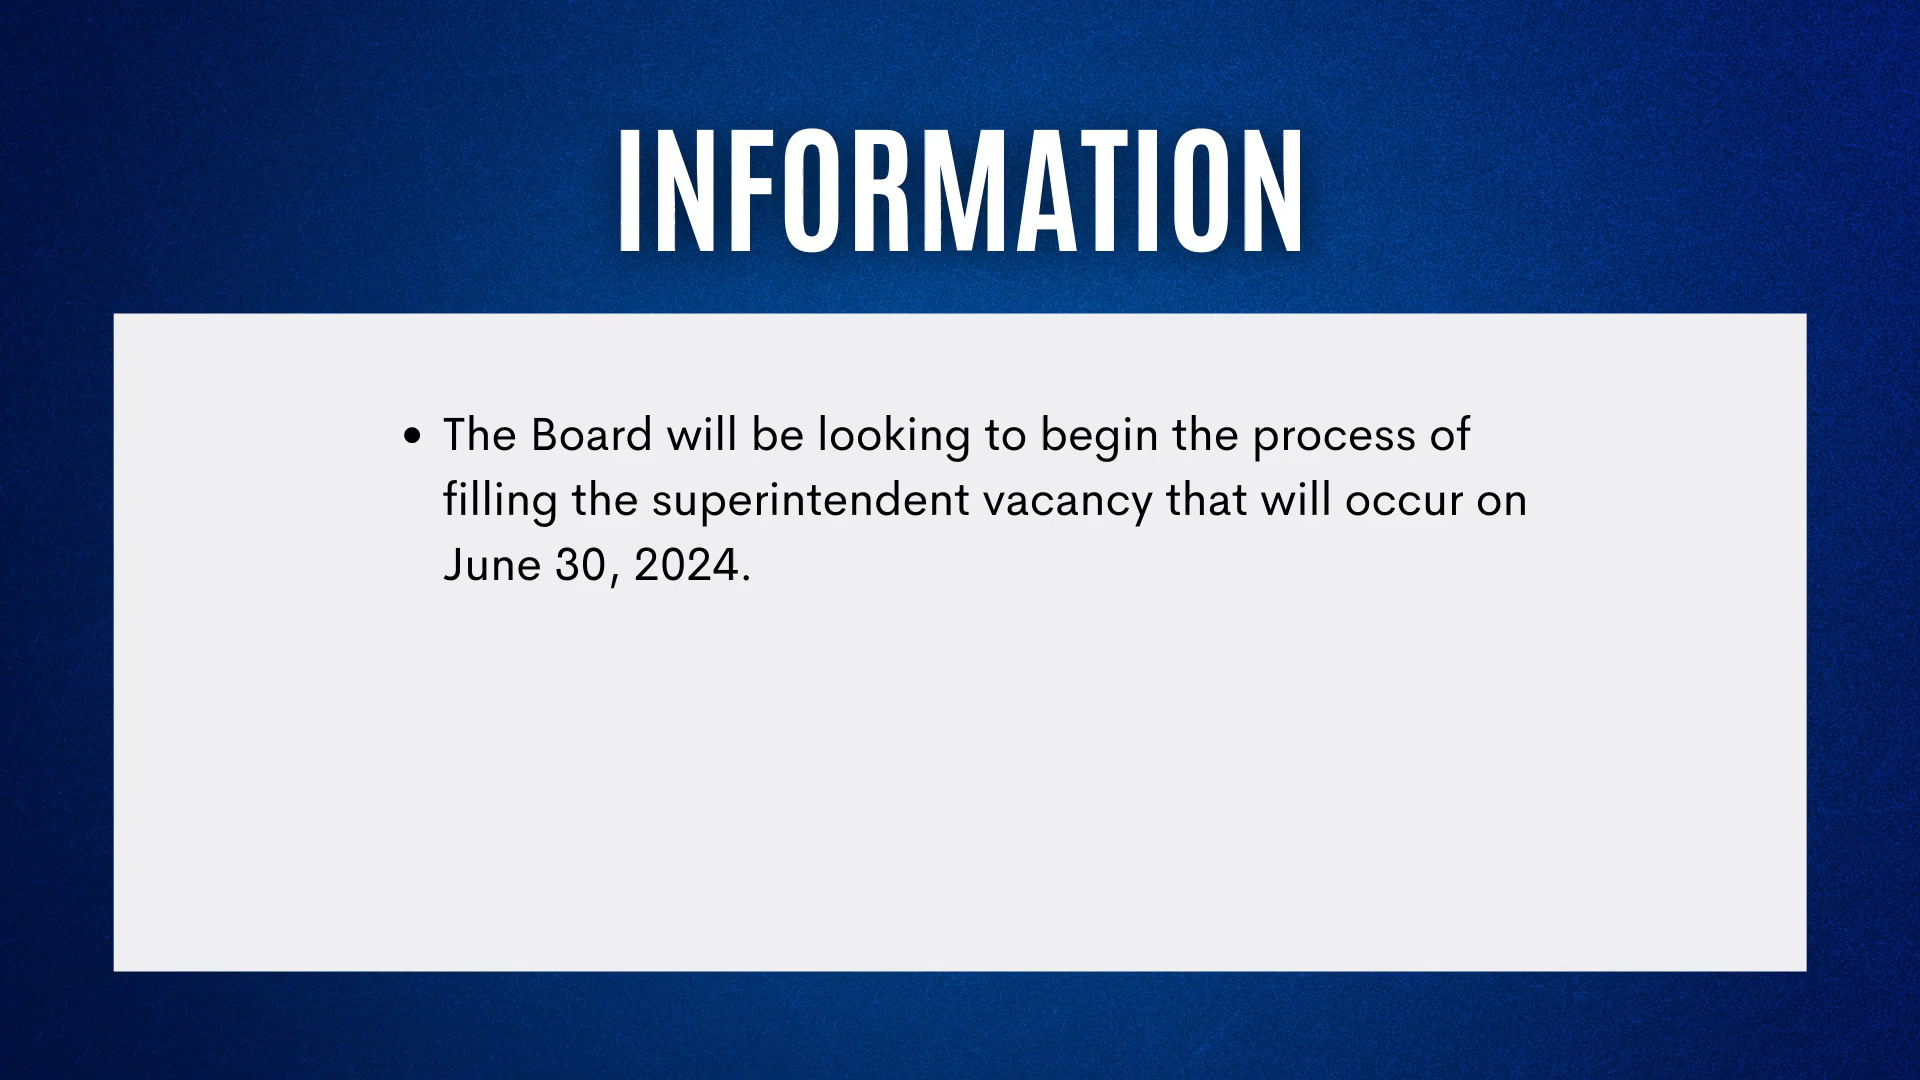 INFORMATION
• The Board will be looking to begin the process of
filling the superintendent vacancy that will occur on
June 30, 2024.